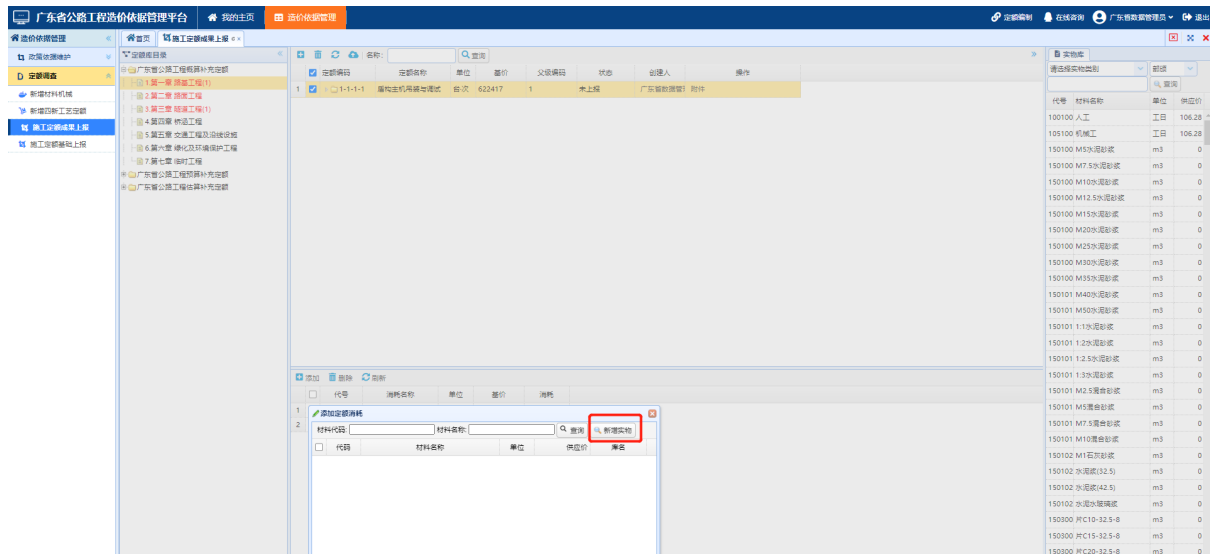 广东省公路工程造价依据管理平台 我的主页 造价依据管理 定额编制 在线咨询 广东省数据管理员 退出
造价依据管理 首页 施工定额成果上报
政策依据维护
定额调查
新增材料机械
新增四新工艺定额
施工定额成果上报
施工定额基础上报
定额库目录
广东省公路工程概算补充定额
1.第一章 路基工程(1)
2.第二章 路面工程
3.第三章 隧道工程(1)
4.第四章 桥涵工程
5.第五章 交通工程及沿线设施
6.第六章 绿化及环境保护工程
7.第七章 临时工程
广东省公路工程预算补充定额
广东省公路工程估算补充定额
名称: 查询
定额编码 定额名称 单位 基价 父级编码 状态 创建人 操作
1 1-1-1-1 盾构主机吊装与调试 台·次 622417 1 未上报 广东省数据管理 附件
添加 删除 刷新
代号 消耗名称 单位 基价 消耗
1
2
添加定额消耗
材料代码: 材料名称: 查询 新增实物
代码 材料名称 单位 供应价 库名
实物库
请选择实物类别 部颁
查询
代号 材料名称 单位 供应价
100100 人工 工日 106.28
105100 机械工 工日 106.28
150100 M5水泥砂浆 m3 0
150100 M7.5水泥砂浆 m3 0
150100 M10水泥砂浆 m3 0
150100 M12.5水泥砂浆 m3 0
150100 M15水泥砂浆 m3 0
150100 M20水泥砂浆 m3 0
150100 M25水泥砂浆 m3 0
150100 M30水泥砂浆 m3 0
150100 M35水泥砂浆 m3 0
150101 M40水泥砂浆 m3 0
150101 M50水泥砂浆 m3 0
150101 1:1水泥砂浆 m3 0
150101 1:2水泥砂浆 m3 0
150101 1:2.5水泥砂浆 m3 0
150101 1:3水泥砂浆 m3 0
150101 M2.5混合砂浆 m3 0
150101 M5混合砂浆 m3 0
150101 M7.5混合砂浆 m3 0
150101 M10混合砂浆 m3 0
150102 M1石灰砂浆 m3 0
150102 水泥浆(32.5) m3 0
150102 水泥浆(42.5) m3 0
150102 水泥水玻璃浆 m3 0
150300 片C10-32.5-8 m3 0
150300 片C15-32.5-8 m3 0
150300 片C20-32.5-8 m3 0